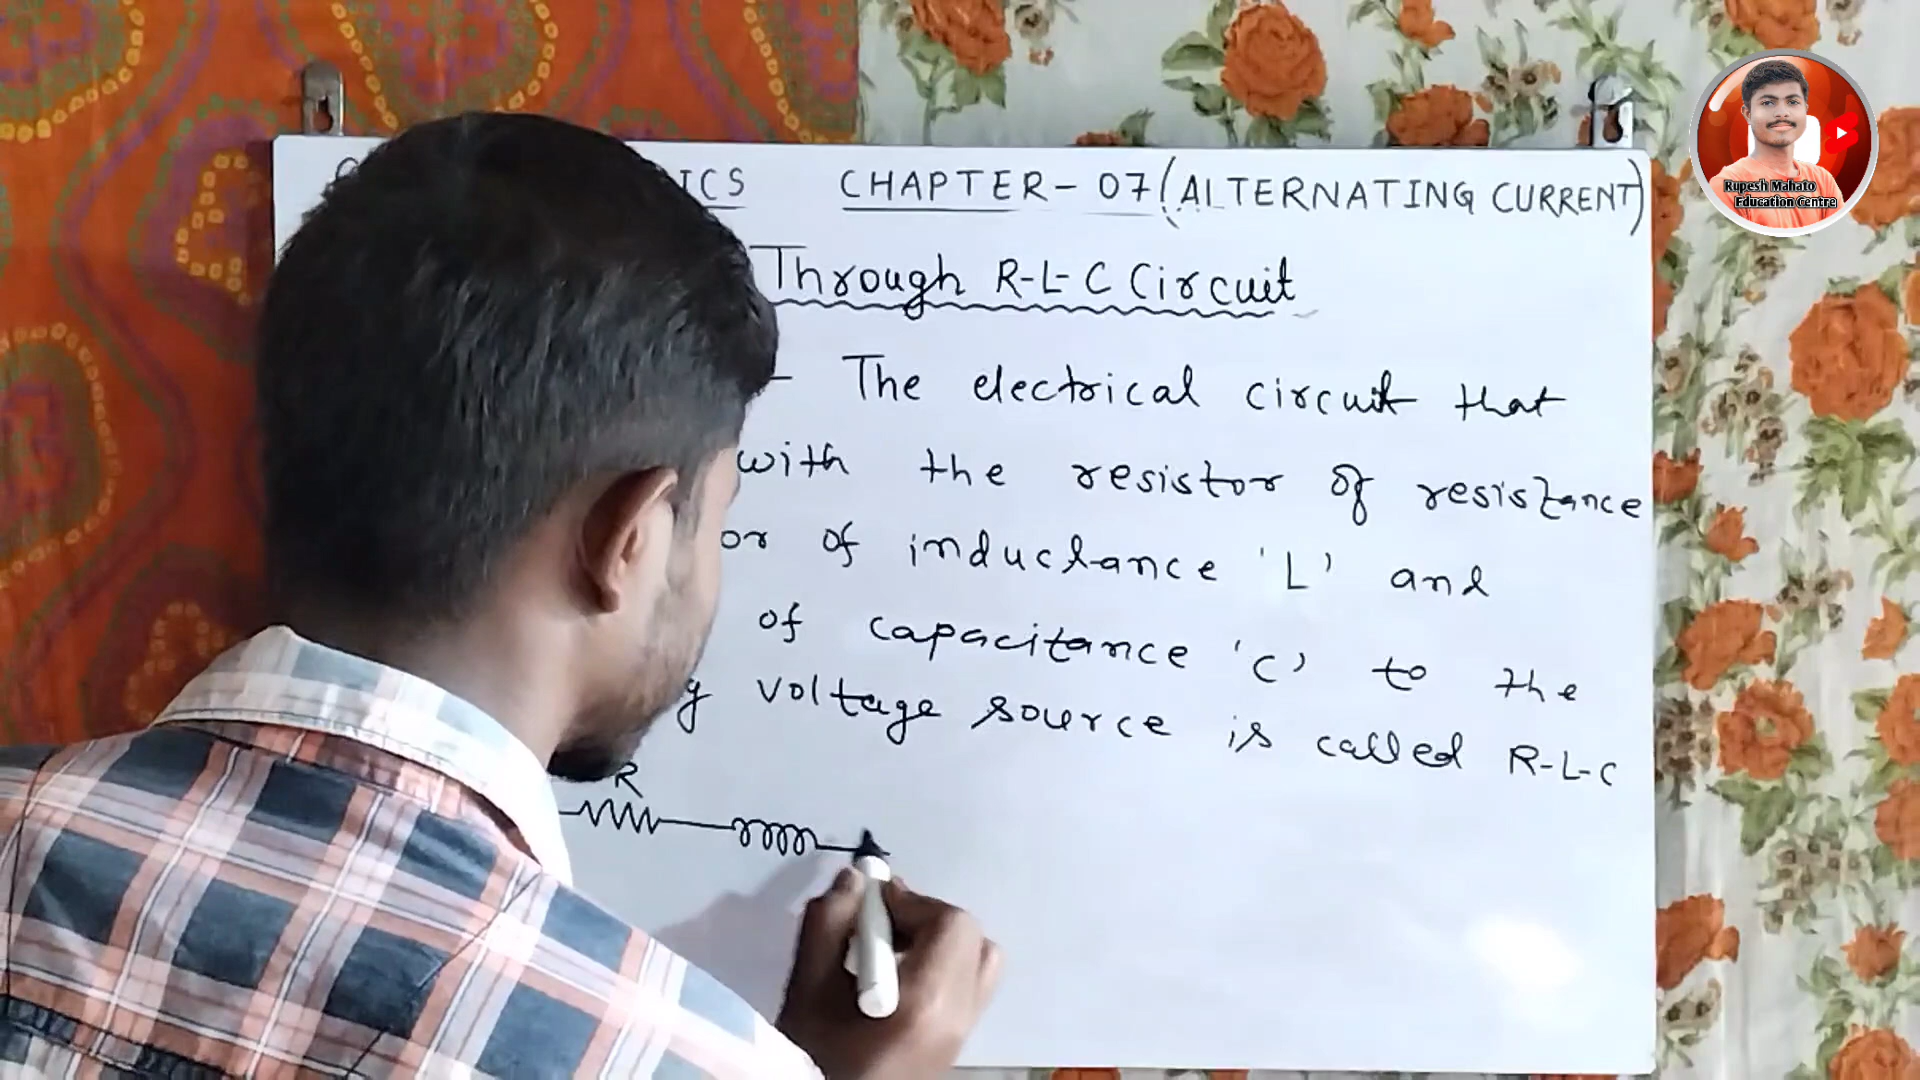 ICS CHAPTER-07 (ALTERNATING CURRENT)
Through R-L-C Circuit
- The electrical circuit that
with the resistor of resistance
or of inductance 'L' and
of capacitance 'C' to the
g voltage source is called R-L-C
R
Rupesh Mahato
Education Centre